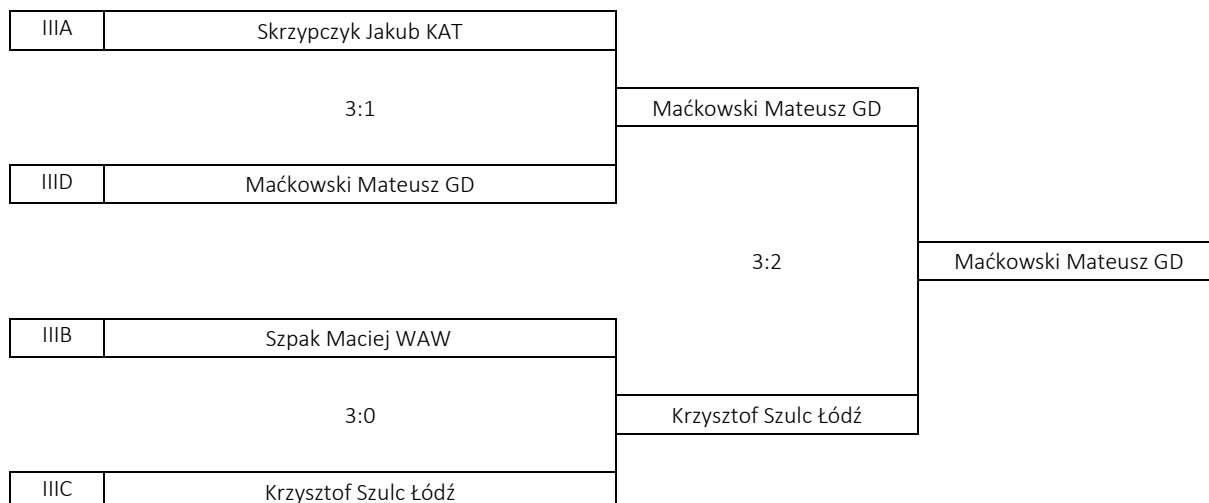 IIIA Skrzypczyk Jakub KAT
3:1 Maćkowski Mateusz GD
IIID Maćkowski Mateusz GD
3:2 Maćkowski Mateusz GD
IIIB Szpak Maciej WAW
3:0 Krzysztof Szulc Łódź
IIIC Krzysztof Szulc Łódź